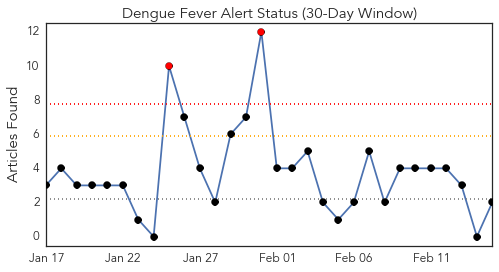 Dengue Fever Alert Status (30-Day Window)
Articles Found
12
10
8
6
4
2
0
Jan 17 Jan 22 Jan 27 Feb 01 Feb 06 Feb 11